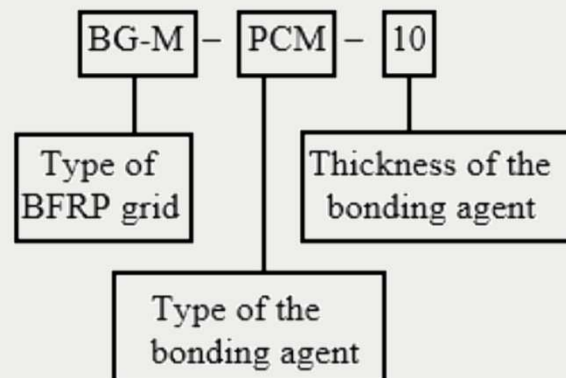 BG-M – PCM – 10
Type of
BFRP grid
Thickness of the
bonding agent
Type of the
bonding agent